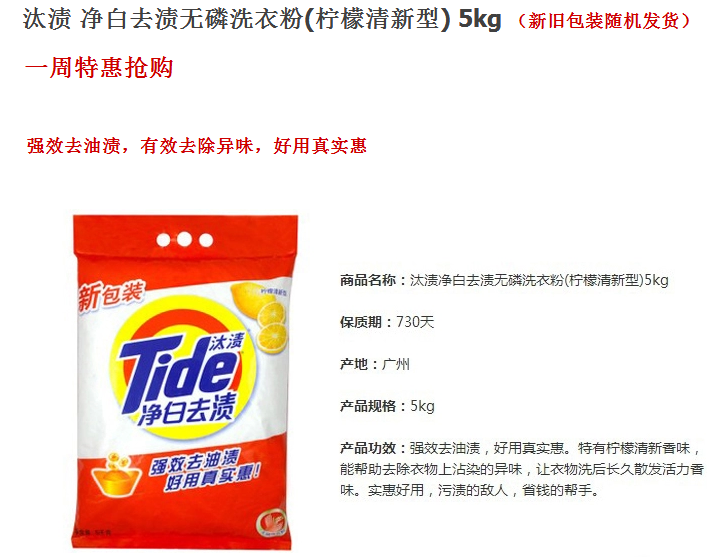 汰渍 净白去渍无磷洗衣粉(柠檬清新型) 5kg（新旧包装随机发货）
一周特惠抢购
强效去油渍，有效去除异味，好用真实惠
新包装
柠檬清新型
汰渍
Tide
净白去渍
强效去油渍
好用真实惠！
商品名称：汰渍净白去渍无磷洗衣粉(柠檬清新型)5kg
保质期：730天
产地：广州
产品规格：5kg
产品功效：强效去油渍，好用真实惠。特有柠檬清新香味，
能帮助去除衣物上沾染的异味，让衣物洗后长久散发活力香
味。实惠好用，污渍的敌人，省钱的帮手。